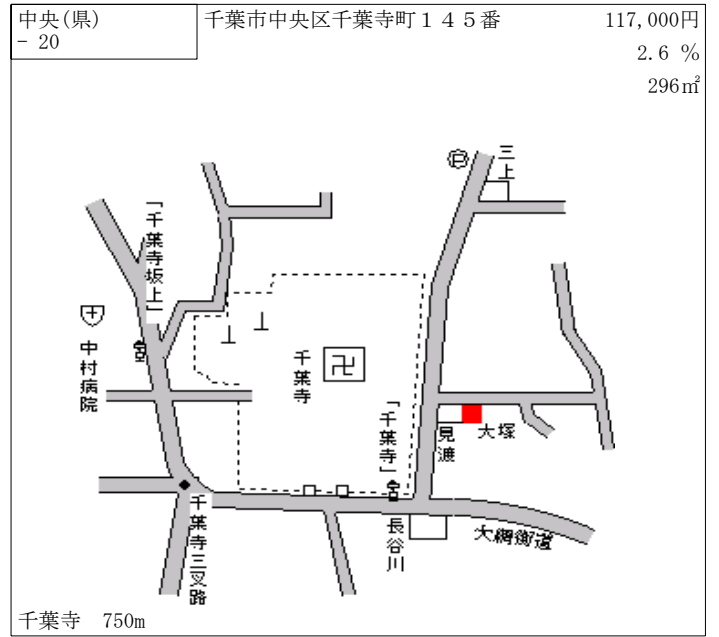 中央(県)
- 20
千葉市中央区千葉寺町１４５番
117,000円
2.6 %
296㎡
三上
「千葉寺坂上」
中村病院
千葉寺
卍
「千葉寺」
見渡
大塚
千葉寺三叉路
長谷川
大網街道
千葉寺 750m